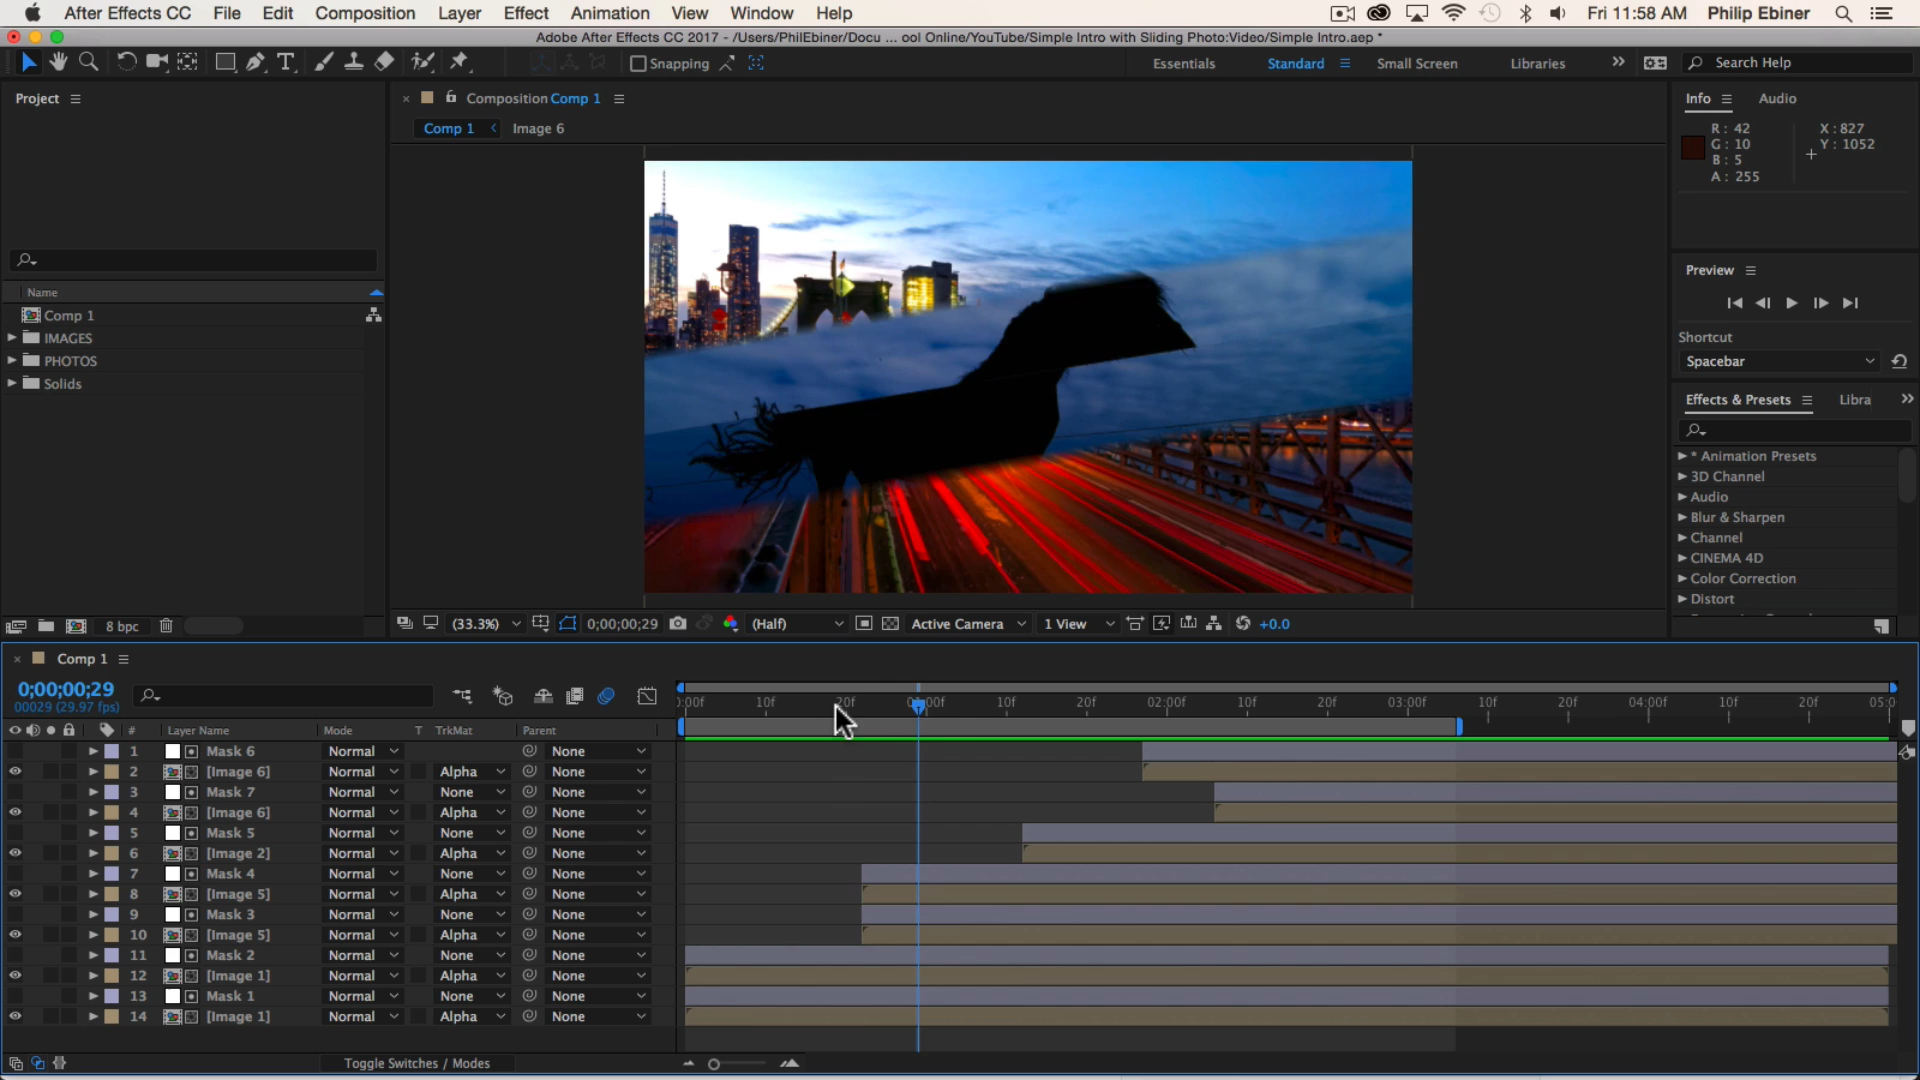 After Effects CC File Edit Composition Layer Effect Animation View Window Help Fri 11:58 AM Philip Ebiner
Adobe After Effects CC 2017 - /Users/PhilEbiner/Docu ... ool Online/YouTube/Simple Intro with Sliding Photo:Video/Simple Intro.aep *
T Snapping Essentials Standard Small Screen Libraries Search Help
Project
Composition Comp 1
Comp 1 Image 6
Info Audio
R: 42 X: 827
G: 10 Y: 1052
B: 5
A: 255
Name
Comp 1
IMAGES
PHOTOS
Solids
Preview
Shortcut
Spacebar
Effects & Presets Libra
* Animation Presets
3D Channel
Audio
Blur & Sharpen
Channel
CINEMA 4D
Color Correction
Distort
8 bpc
(33.3%) 0;00;00;29 (Half) Active Camera 1 View +0.0
Comp 1
0;00;00;29
00029 (29.97 fps)
):00f 10f 20f 01:00f 10f 20f 02:00f 10f 20f 03:00f 10f 20f 04:00f 10f 20f 05:0
# Layer Name Mode T TrkMat Parent
1 Mask 6 Normal None
2 [Image 6] Normal Alpha None
3 Mask 7 Normal None None
4 [Image 6] Normal Alpha None
5 Mask 5 Normal None None
6 [Image 2] Normal Alpha None
7 Mask 4 Normal None None
8 [Image 5] Normal Alpha None
9 Mask 3 Normal None None
10 [Image 5] Normal Alpha None
11 Mask 2 Normal None None
12 [Image 1] Normal Alpha None
13 Mask 1 Normal None None
14 [Image 1] Normal Alpha None
Toggle Switches / Modes